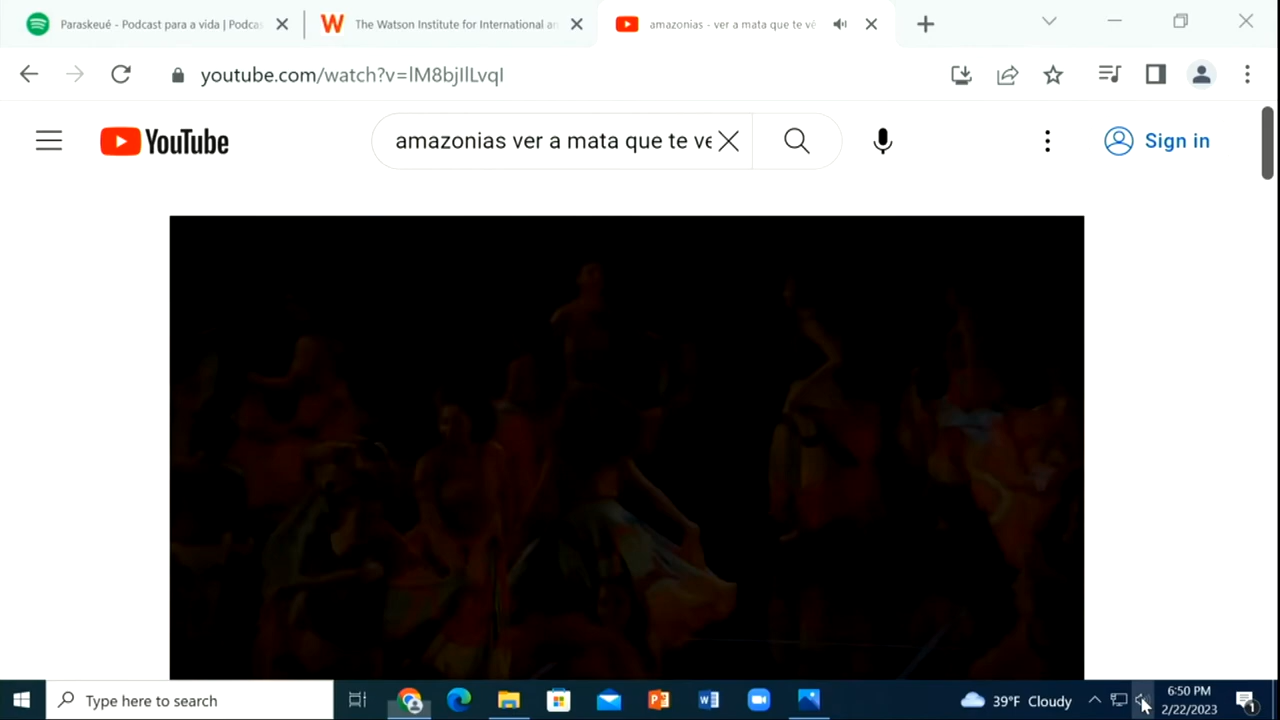 Paraskeué - Podcast para a vida | Podca
The Watson Institute for International an
amazonias - ver a mata que te vê
youtube.com/watch?v=lM8bjIlLvqI
YouTube
amazonias ver a mata que te ve
Sign in
Type here to search
39°F Cloudy
6:50 PM
2/22/2023
1